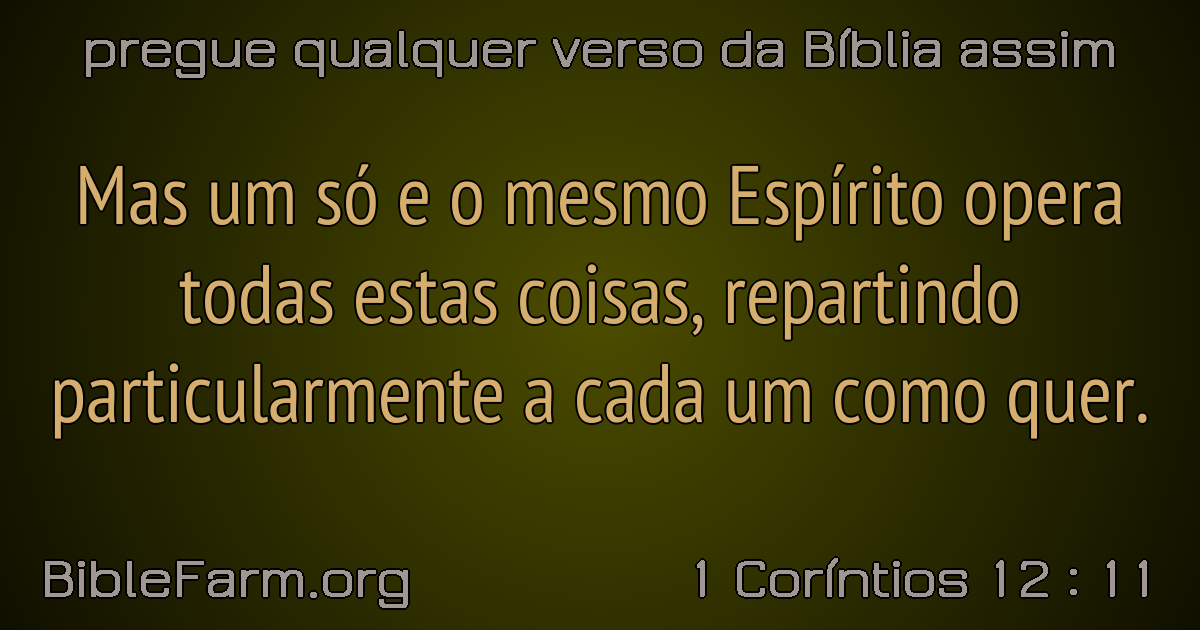 pregue qualquer verso da Bíblia assim
Mas um só e o mesmo Espírito opera
todas estas coisas, repartindo
particularmente a cada um como quer.
BibleFarm.org
1 Coríntios 12 : 11